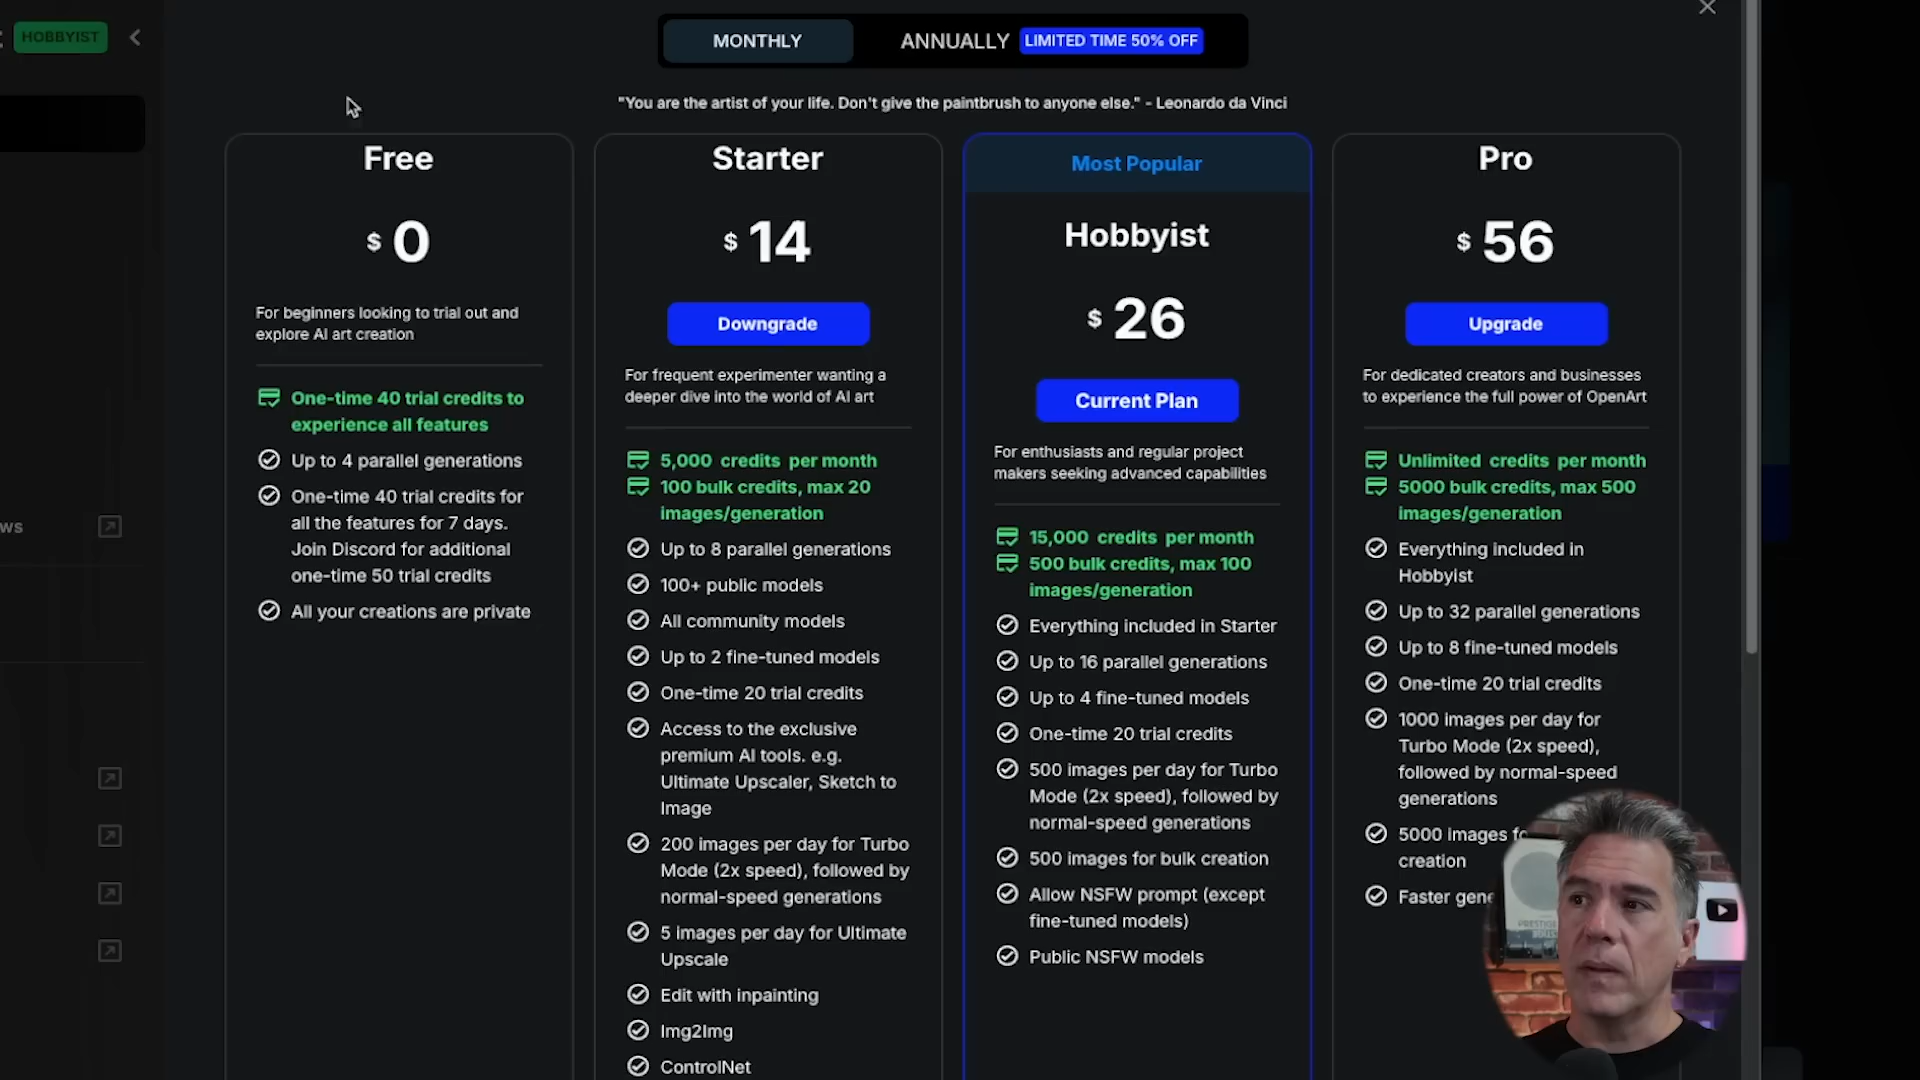 HOBBYIST
MONTHLY
ANNUALLY LIMITED TIME 50% OFF
"You are the artist of your life. Don't give the paintbrush to anyone else." - Leonardo da Vinci
Free
$ 0
For beginners looking to trial out and
explore AI art creation
One-time 40 trial credits to
experience all features
Up to 4 parallel generations
One-time 40 trial credits for
all the features for 7 days.
Join Discord for additional
one-time 50 trial credits
All your creations are private
Starter
$ 14
Downgrade
For frequent experimenter wanting a
deeper dive into the world of AI art
5,000 credits per month
100 bulk credits, max 20
images/generation
Up to 8 parallel generations
100+ public models
All community models
Up to 2 fine-tuned models
One-time 20 trial credits
Access to the exclusive
premium AI tools. e.g.
Ultimate Upscaler, Sketch to
Image
200 images per day for Turbo
Mode (2x speed), followed by
normal-speed generations
5 images per day for Ultimate
Upscale
Edit with inpainting
Img2Img
ControlNet
Most Popular
Hobbyist
$ 26
Current Plan
For enthusiasts and regular project
makers seeking advanced capabilities
15,000 credits per month
500 bulk credits, max 100
images/generation
Everything included in Starter
Up to 16 parallel generations
Up to 4 fine-tuned models
One-time 20 trial credits
500 images per day for Turbo
Mode (2x speed), followed by
normal-speed generations
500 images for bulk creation
Allow NSFW prompt (except
fine-tuned models)
Public NSFW models
Pro
$ 56
Upgrade
For dedicated creators and businesses
to experience the full power of OpenArt
Unlimited credits per month
5000 bulk credits, max 500
images/generation
Everything included in
Hobbyist
Up to 32 parallel generations
Up to 8 fine-tuned models
One-time 20 trial credits
1000 images per day for
Turbo Mode (2x speed),
followed by normal-speed
generations
5000 images fo
creation
Faster gene
ws